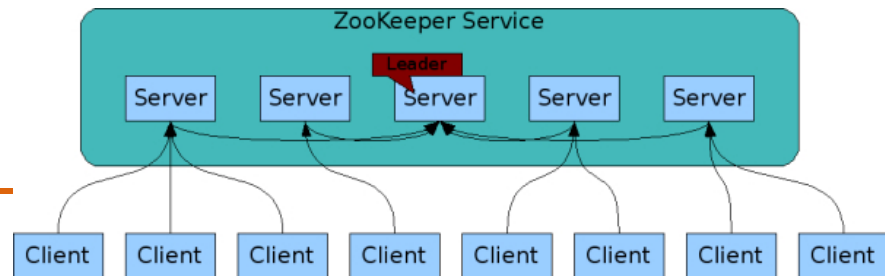 ZooKeeper Service
Leader
Server Server Server Server Server
Client Client Client Client Client Client Client Client